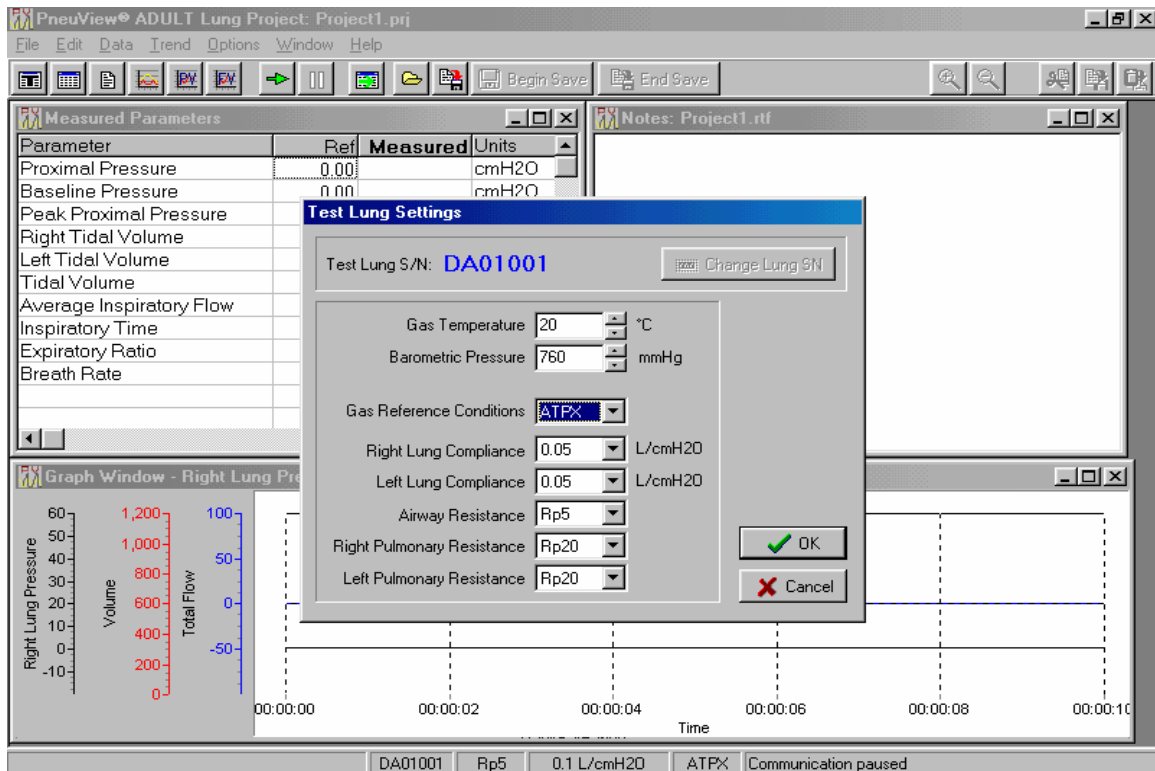 PneuView® ADULT Lung Project: Project1.prj
File Edit Data Trend Options Window Help
Begin Save End Save
Measured Parameters
Parameter Ref Measured Units
Proximal Pressure 0.00 cmH2O
Baseline Pressure 0.00 cmH2O
Peak Proximal Pressure
Right Tidal Volume
Left Tidal Volume
Tidal Volume
Average Inspiratory Flow
Inspiratory Time
Expiratory Ratio
Breath Rate
Notes: Project1.rtf
Test Lung Settings
Test Lung S/N: DA01001 Change Lung SN
Gas Temperature 20 °C
Barometric Pressure 760 mmHg
Gas Reference Conditions ATPX
Right Lung Compliance 0.05 L/cmH2O
Left Lung Compliance 0.05 L/cmH2O
Airway Resistance Rp5
Right Pulmonary Resistance Rp20
Left Pulmonary Resistance Rp20
OK
Cancel
Graph Window - Right Lung Pre
Right Lung Pressure
60
50
40
30
20
10
0
-10
Volume
1,200
1,000
800
600
400
200
0
Total Flow
100
50
0
-50
00:00:00 00:00:02 00:00:04 00:00:06 00:00:08 00:00:10
Time
DA01001 Rp5 0.1 L/cmH2O ATPX Communication paused